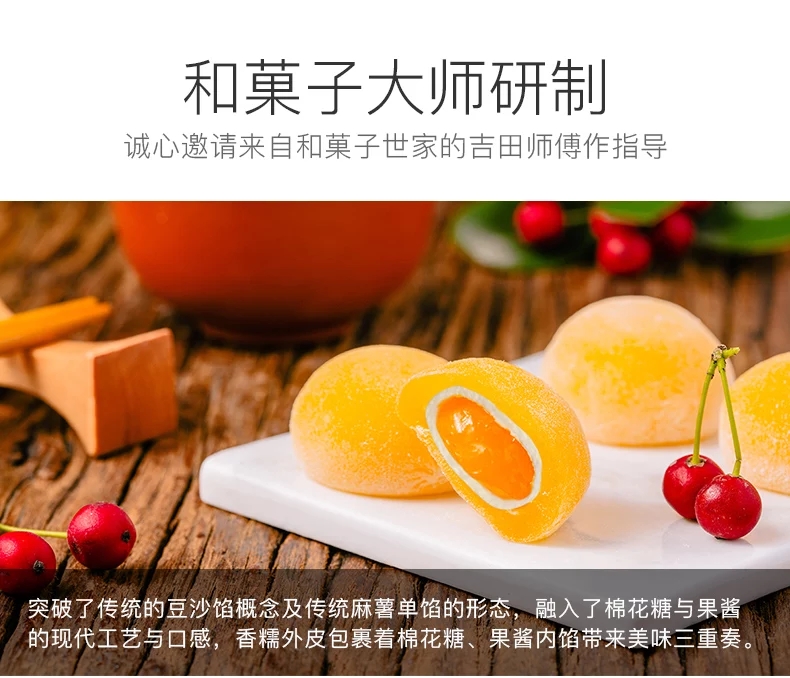 和菓子大师研制
诚心邀请来自和菓子世家的吉田师傅作指导
突破了传统的豆沙馅概念及传统麻薯单馅的形态，融入了棉花糖与果酱
的现代工艺与口感，香糯外皮包裹着棉花糖、果酱内馅带来美味三重奏。